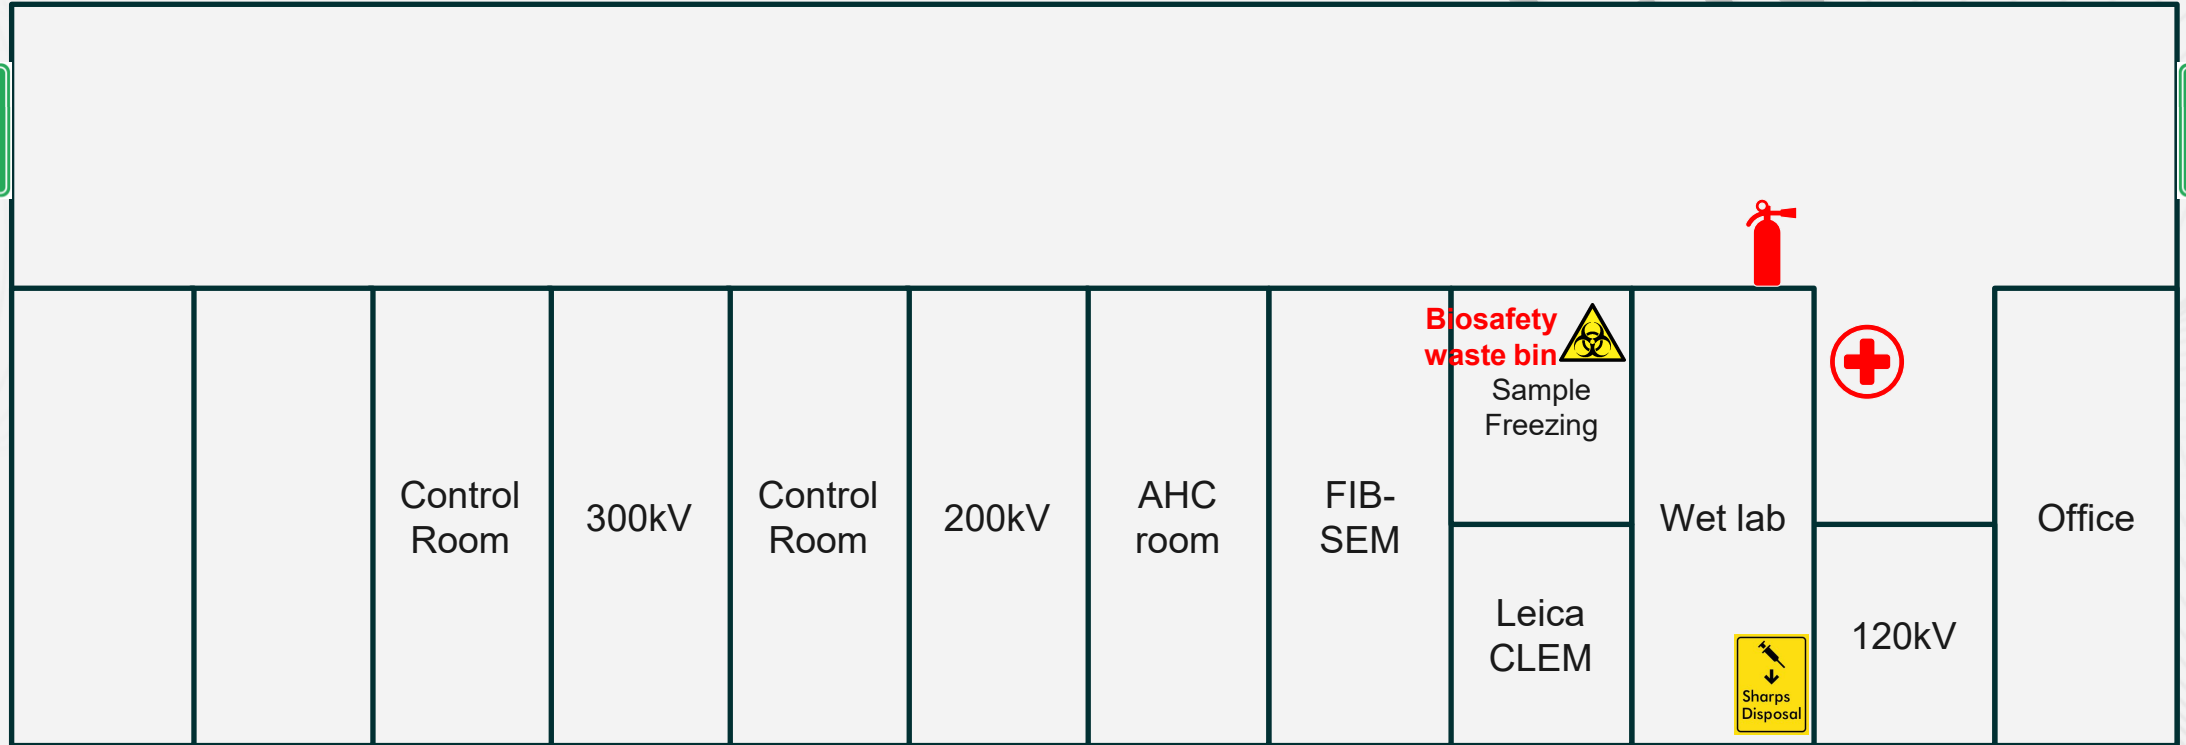 Biosafety
waste bin
Sample
Freezing
Control
Room
300kV
Control
Room
200kV
AHC
room
FIB-
SEM
Leica
CLEM
Wet lab
Sharps
Disposal
120kV
Office